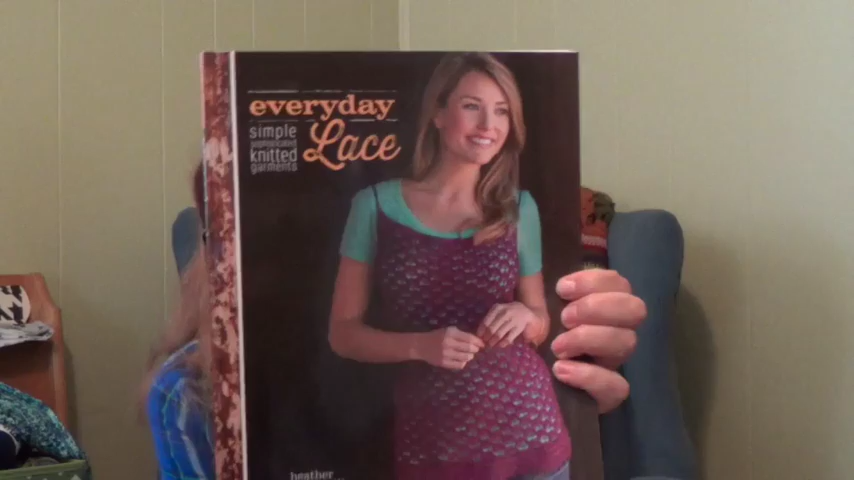 everyday
simple
sophisticated
knitted
garments
Lace
heather